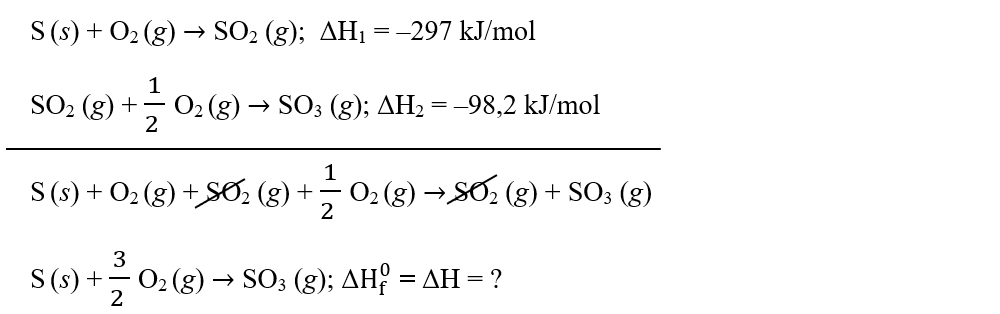 S (s) + O₂ (g) → SO₂ (g); ΔH₁ = –297 kJ/mol
SO₂ (g) + 1/2 O₂ (g) → SO₃ (g); ΔH₂ = –98,2 kJ/mol
S (s) + O₂ (g) + SO₂ (g) + 1/2 O₂ (g) → SO₂ (g) + SO₃ (g)
S (s) + 3/2 O₂ (g) → SO₃ (g); ΔH⁰f = ΔH = ?